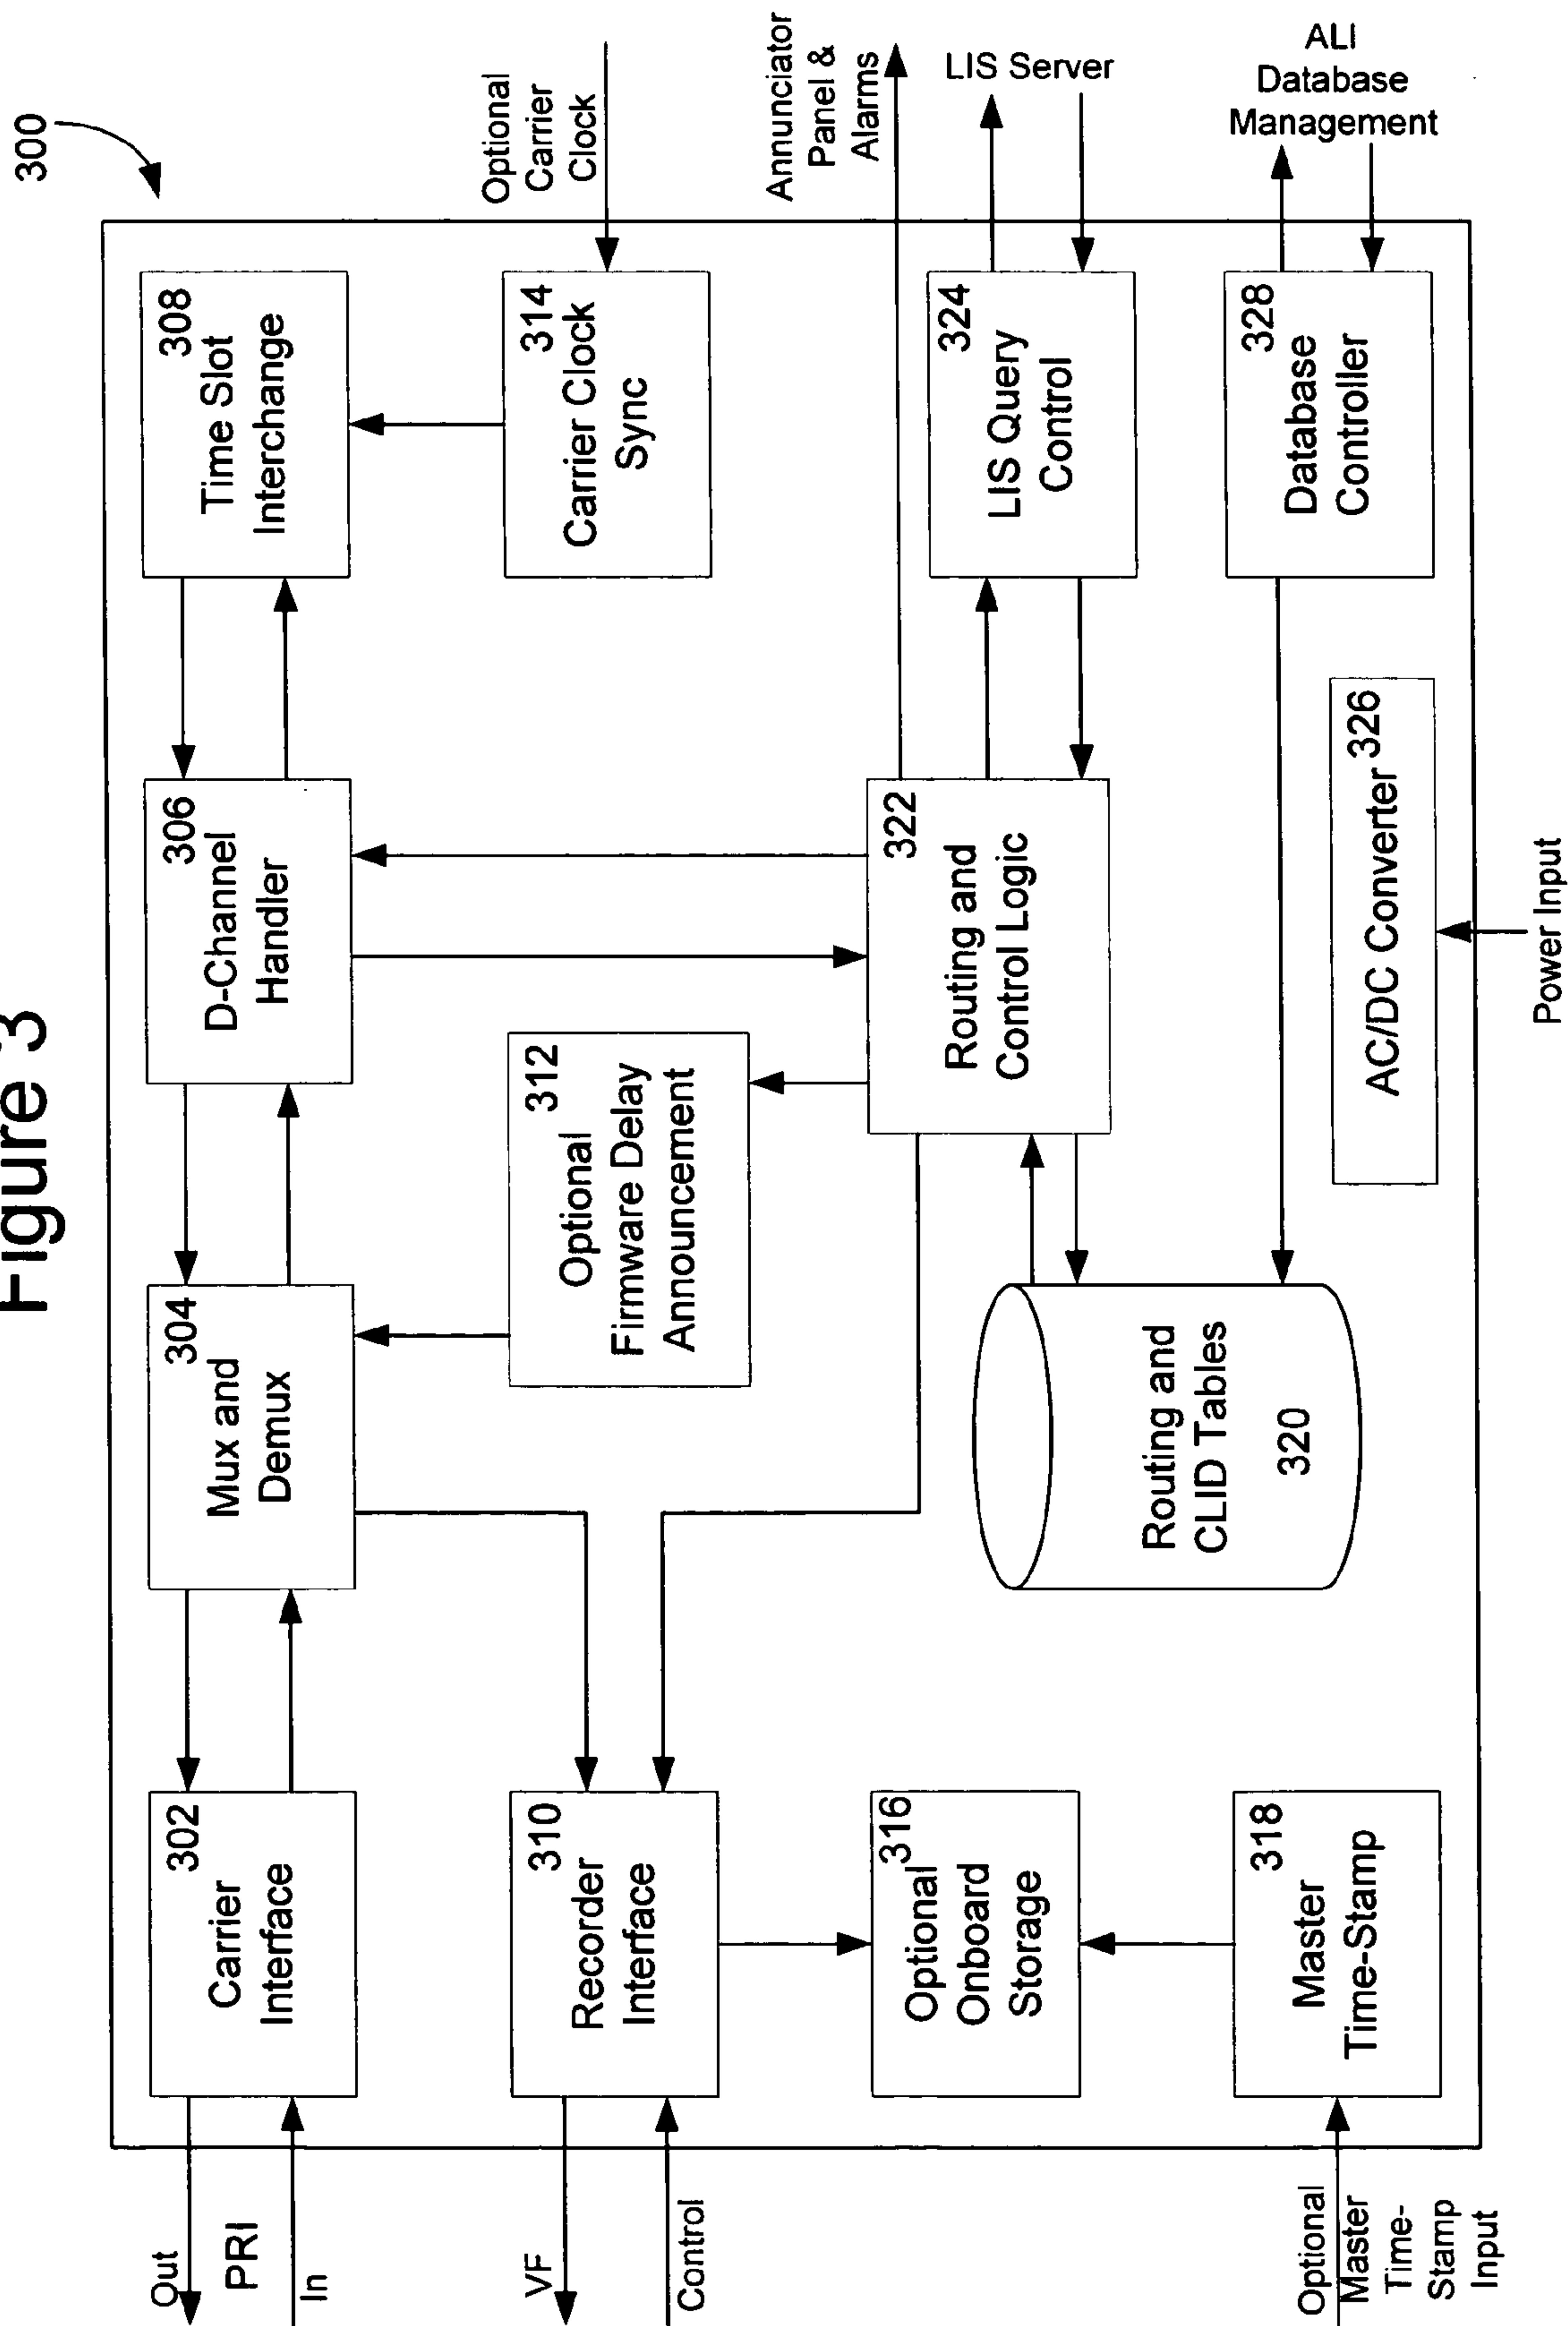 Figure 3
300
Out
PRI
In
302
Carrier
Interface
304
Mux and
Demux
306
D-Channel
Handler
308
Time Slot
Interchange
VF
Control
310
Recorder
Interface
312
Optional
Firmware Delay
Announcement
314
Carrier Clock
Sync
Optional
Carrier
Clock
316
Optional
Onboard
Storage
322
Routing and
Control Logic
Annunciator
Panel &
Alarms
324
LIS Query
Control
LIS Server
Optional
Master
Time-
Stamp
Input
318
Master
Time-Stamp
Routing and
CLID Tables
320
AC/DC Converter 326
Power Input
328
Database
Controller
ALI
Database
Management